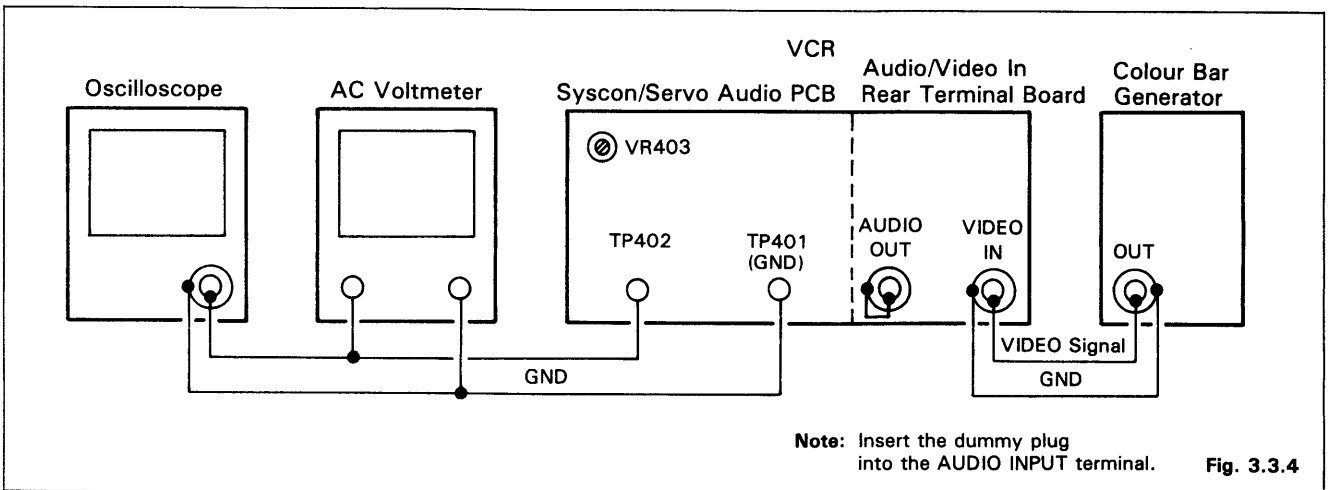 VCR
Oscilloscope
AC Voltmeter
Syscon/Servo Audio PCB
Audio/Video In
Rear Terminal Board
Colour Bar
Generator
VR403
TP402
TP401
(GND)
AUDIO
OUT
VIDEO
IN
OUT
VIDEO Signal
GND
GND
Note: Insert the dummy plug
into the AUDIO INPUT terminal.
Fig. 3.3.4